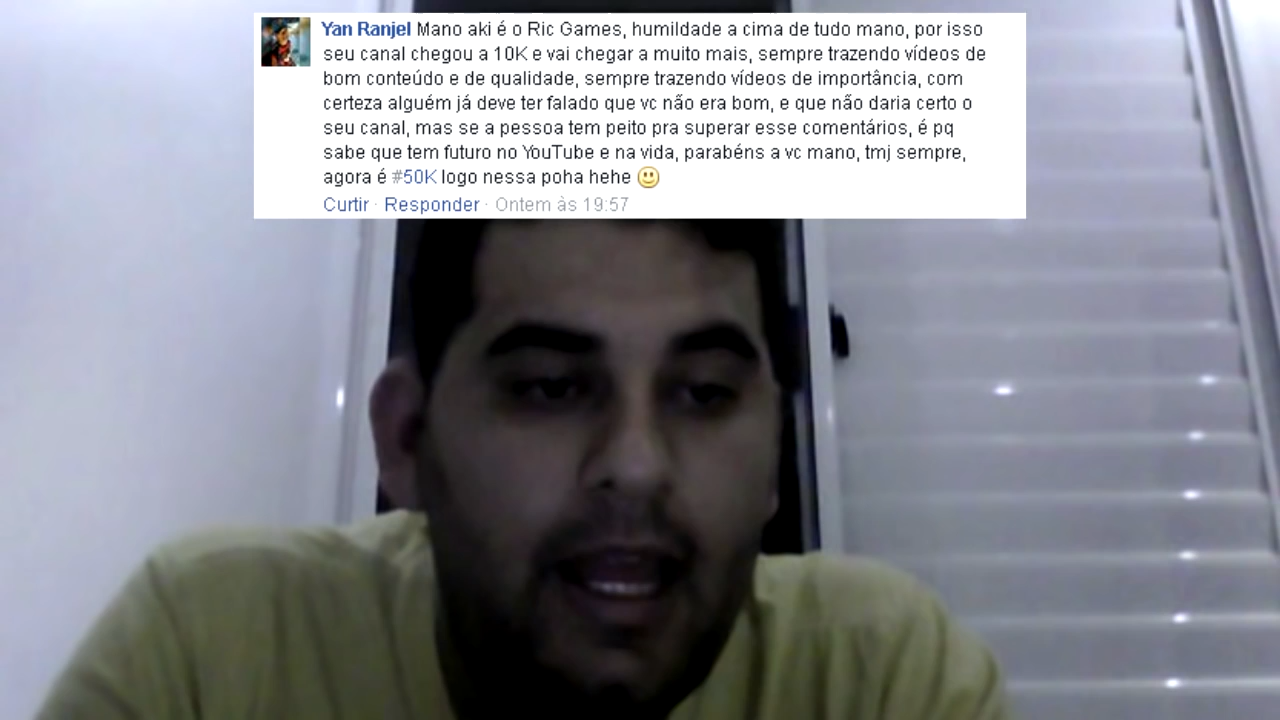 Yan Ranjel Mano aki é o Ric Games, humildade a cima de tudo mano, por isso
seu canal chegou a 10K e vai chegar a muito mais, sempre trazendo vídeos de
bom conteúdo e de qualidade, sempre trazendo vídeos de importância, com
certeza alguém já deve ter falado que vc não era bom, e que não daria certo o
seu canal, mas se a pessoa tem peito pra superar esse comentários, é pq
sabe que tem futuro no YouTube e na vida, parabéns a vc mano, tmj sempre,
agora é #50K logo nessa poha hehe 🙂
Curtir · Responder · Ontem às 19:57